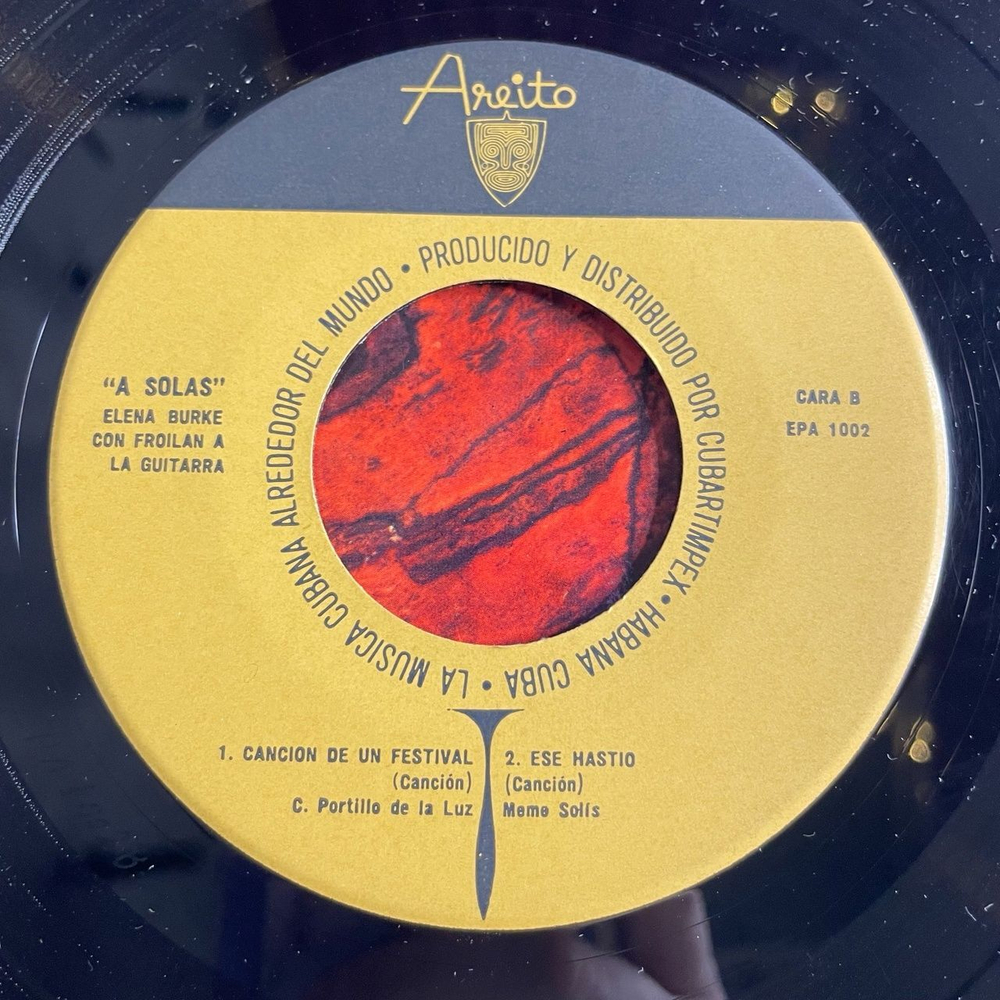 Areito
PRODUCIDO Y DISTRIBUIDO POR CUBARTIMPEX • HABANA CUBA • LA MUSICA CUBANA ALREDEDOR DEL MUNDO •
"A SOLAS"
ELENA BURKE
CON FROILAN A
LA GUITARRA
CARA B
EPA 1002
1. CANCION DE UN FESTIVAL
(Canción)
C. Portillo de la Luz
2. ESE HASTIO
(Canción)
Meme Solís